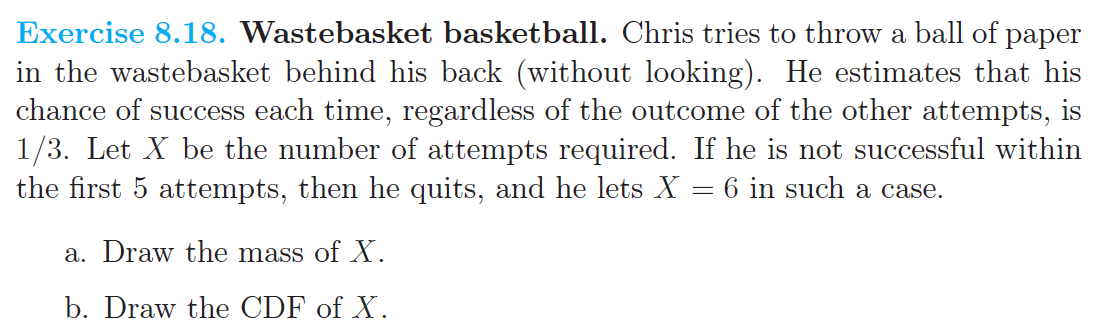 Exercise 8.18. Wastebasket basketball. Chris tries to throw a ball of paper
in the wastebasket behind his back (without looking). He estimates that his
chance of success each time, regardless of the outcome of the other attempts, is
1/3. Let X be the number of attempts required. If he is not successful within
the first 5 attempts, then he quits, and he lets X = 6 in such a case.
a. Draw the mass of X.
b. Draw the CDF of X.